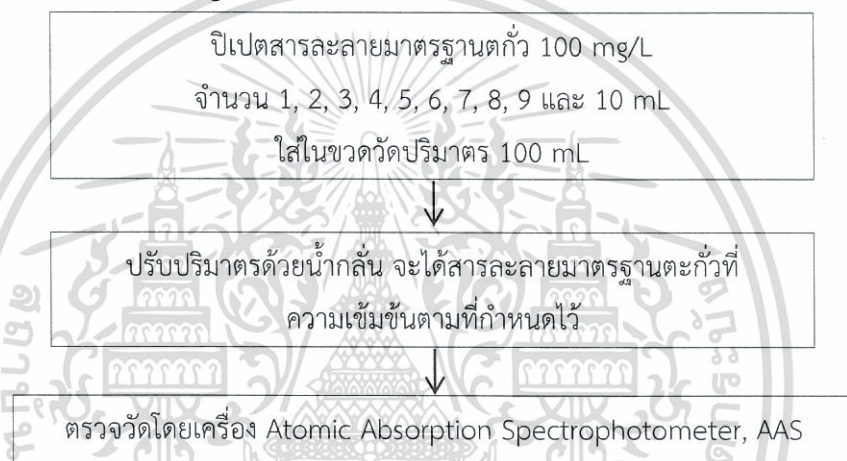 ปิเปตสารละลายมาตรฐานตกั่ว 100 mg/L
จำนวน 1, 2, 3, 4, 5, 6, 7, 8, 9 และ 10 mL
ใส่ในขวดวัดปริมาตร 100 mL
ปรับปริมาตรด้วยน้ำกลั่น จะได้สารละลายมาตรฐานตะกั่วที่
ความเข้มข้นตามที่กำหนดไว้
ตรวจวัดโดยเครื่อง Atomic Absorption Spectrophotometer, AAS